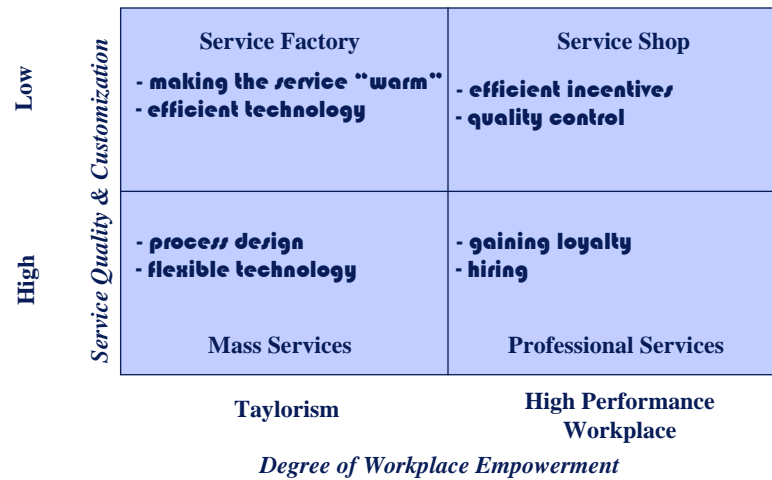 Service Quality & Customization
Low
High
Service Factory
- making the service "warm"
- efficient technology
Service Shop
- efficient incentives
- quality control
- process design
- flexible technology
Mass Services
- gaining loyalty
- hiring
Professional Services
Taylorism
High Performance
Workplace
Degree of Workplace Empowerment